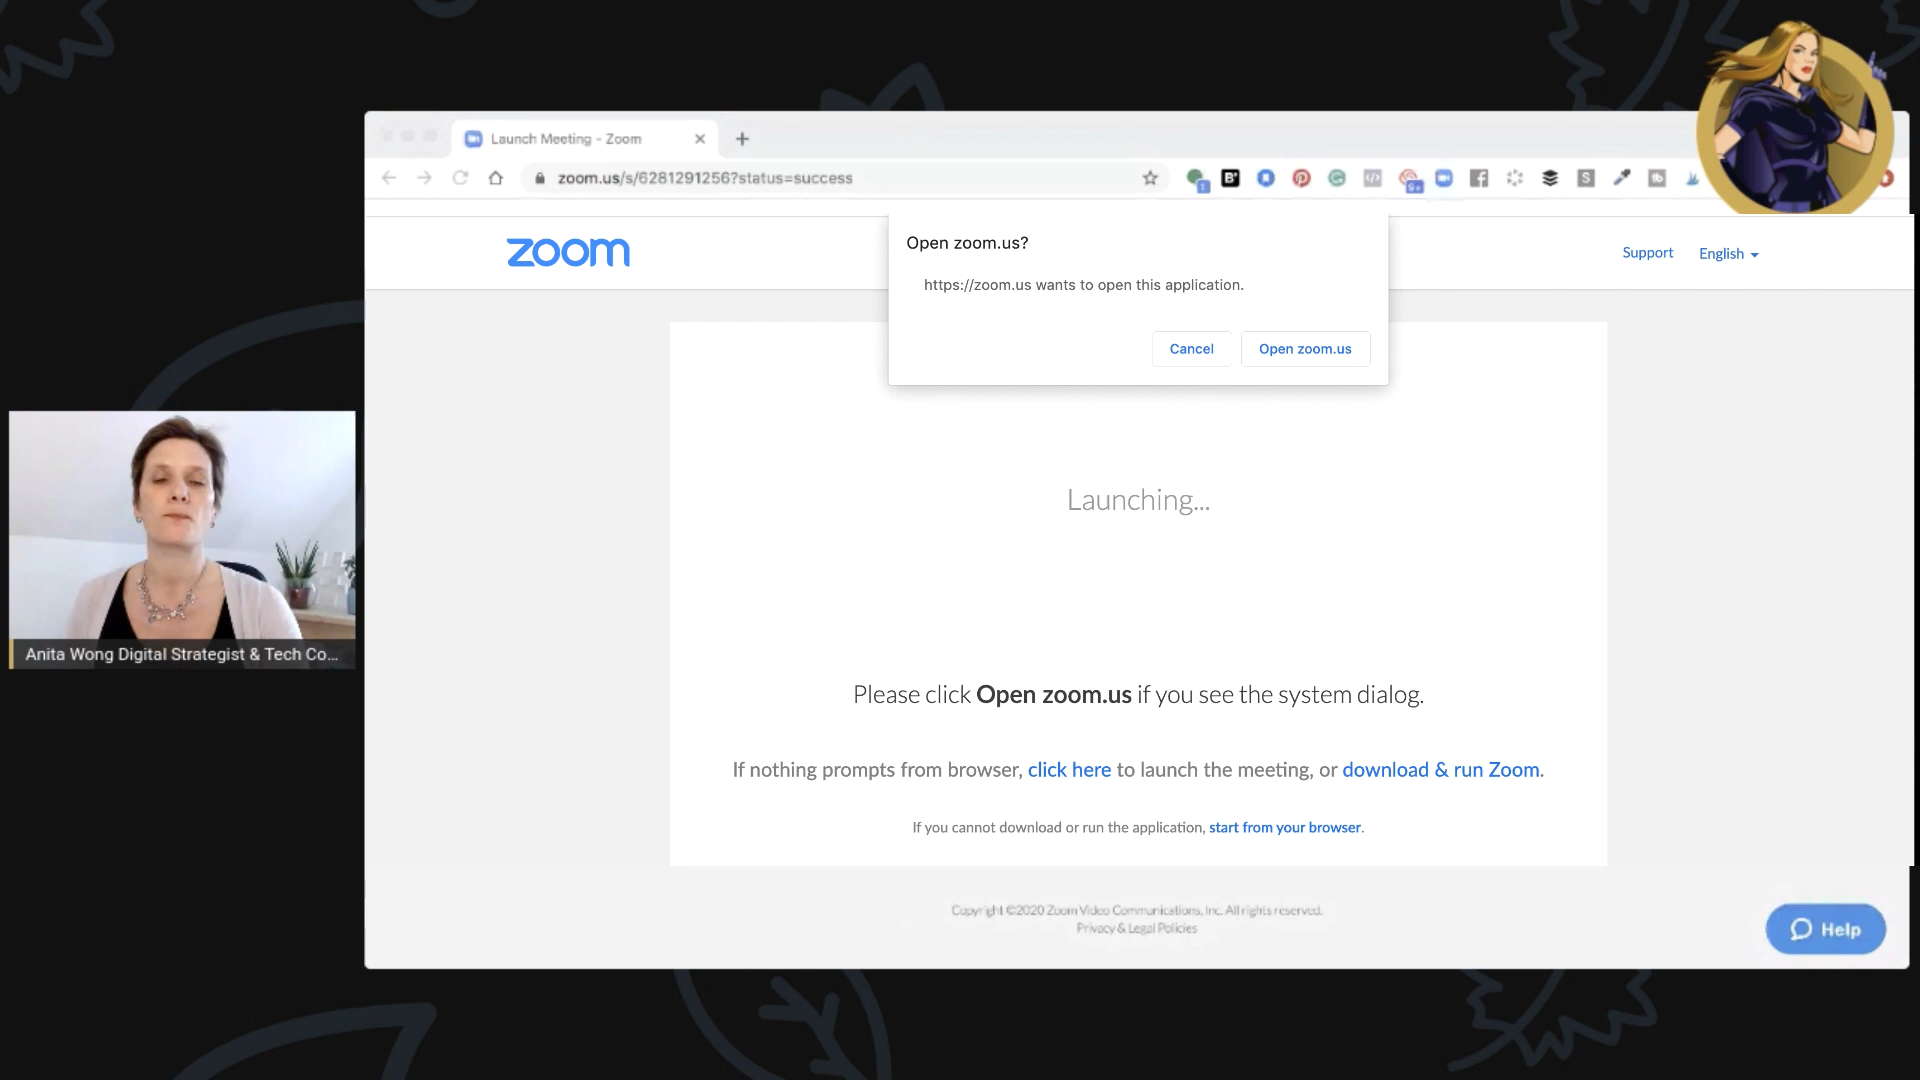 Launch Meeting - Zoom
zoom.us/s/6281291256?status=success
zoom
Support
English
Open zoom.us?
https://zoom.us wants to open this application.
Cancel
Open zoom.us
Launching...
Please click Open zoom.us if you see the system dialog.
If nothing prompts from browser, click here to launch the meeting, or download & run Zoom.
If you cannot download or run the application, start from your browser.
Copyright ©2020 Zoom Video Communications, Inc. All rights reserved.
Privacy & Legal Policies
Help
Anita Wong Digital Strategist & Tech Co...